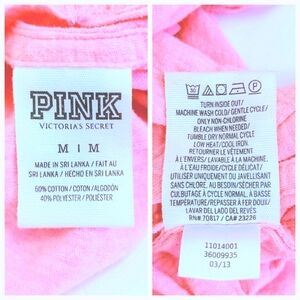 PINK
VICTORIA'S SECRET
M | M
MADE IN SRI LANKA / FAIT AU
SRI LANKA / HECHO EN SRI LANKA
60% COTTON / COTON/ALGODÓN
40% POLYESTER / POLIÉSTER
TURN INSIDE OUT/
MACHINE WASH COLD/ GENTLE CYCLE/
ONLY NON-CHLORINE
BLEACH WHEN NEEDED/
TUMBLE DRY NORMAL CYCLE
LOW HEAT/ COOL IRON.
RETOURNER LE VÊTEMENT
À L'ENVERS/ LAVABLE À LA MACHINE.
À L'EAU FROIDE/CYCLE DÉLICAT/
UTILISER UNIQUEMENT DU JAVELLISANT
SANS CHLORE. AU BESOIN/SÉCHER PAR
CULBUTAGE À CYCLE NORMAL, À BASSE
TEMPÉRATURE/REPASSER À FER DOUX.
LAVAR DEL LADO DEL REVÉS
RN# 70817 / CA# 23226
11014001
36009935
03/13